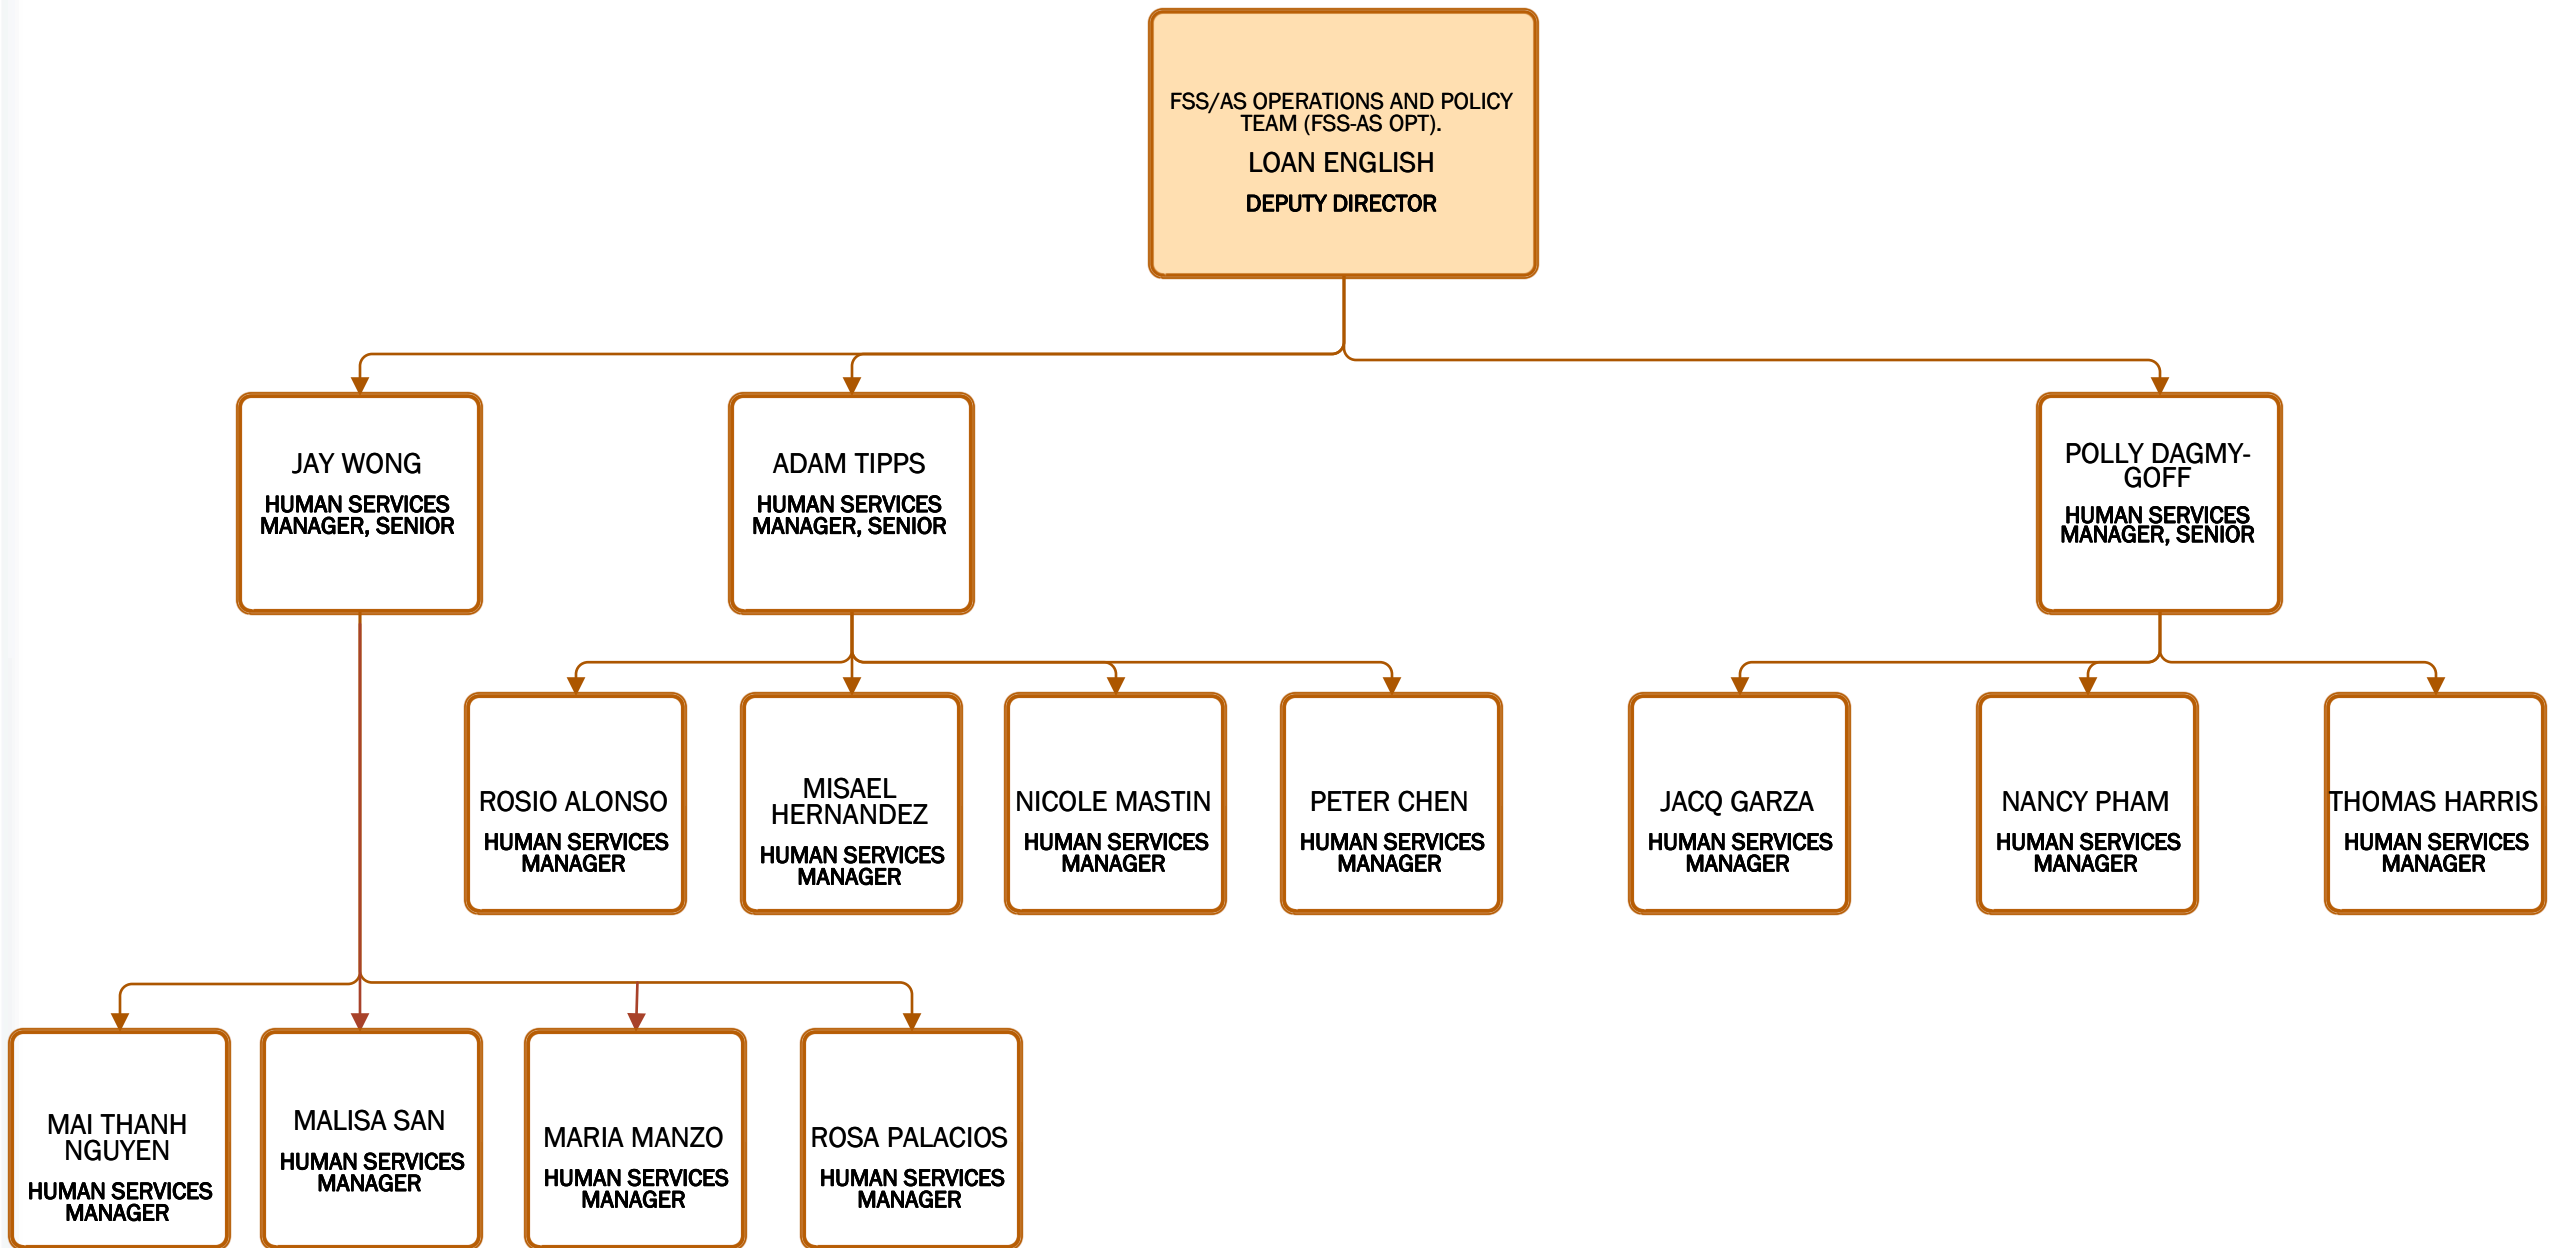 FSS/AS OPERATIONS AND POLICY
TEAM (FSS-AS OPT).
LOAN ENGLISH
DEPUTY DIRECTOR
JAY WONG
HUMAN SERVICES
MANAGER, SENIOR
ADAM TIPPS
HUMAN SERVICES
MANAGER, SENIOR
POLLY DAGMY-
GOFF
HUMAN SERVICES
MANAGER, SENIOR
ROSIO ALONSO
HUMAN SERVICES
MANAGER
MISAEL
HERNANDEZ
HUMAN SERVICES
MANAGER
NICOLE MASTIN
HUMAN SERVICES
MANAGER
PETER CHEN
HUMAN SERVICES
MANAGER
JACQ GARZA
HUMAN SERVICES
MANAGER
NANCY PHAM
HUMAN SERVICES
MANAGER
THOMAS HARRIS
HUMAN SERVICES
MANAGER
MAI THANH
NGUYEN
HUMAN SERVICES
MANAGER
MALISA SAN
HUMAN SERVICES
MANAGER
MARIA MANZO
HUMAN SERVICES
MANAGER
ROSA PALACIOS
HUMAN SERVICES
MANAGER